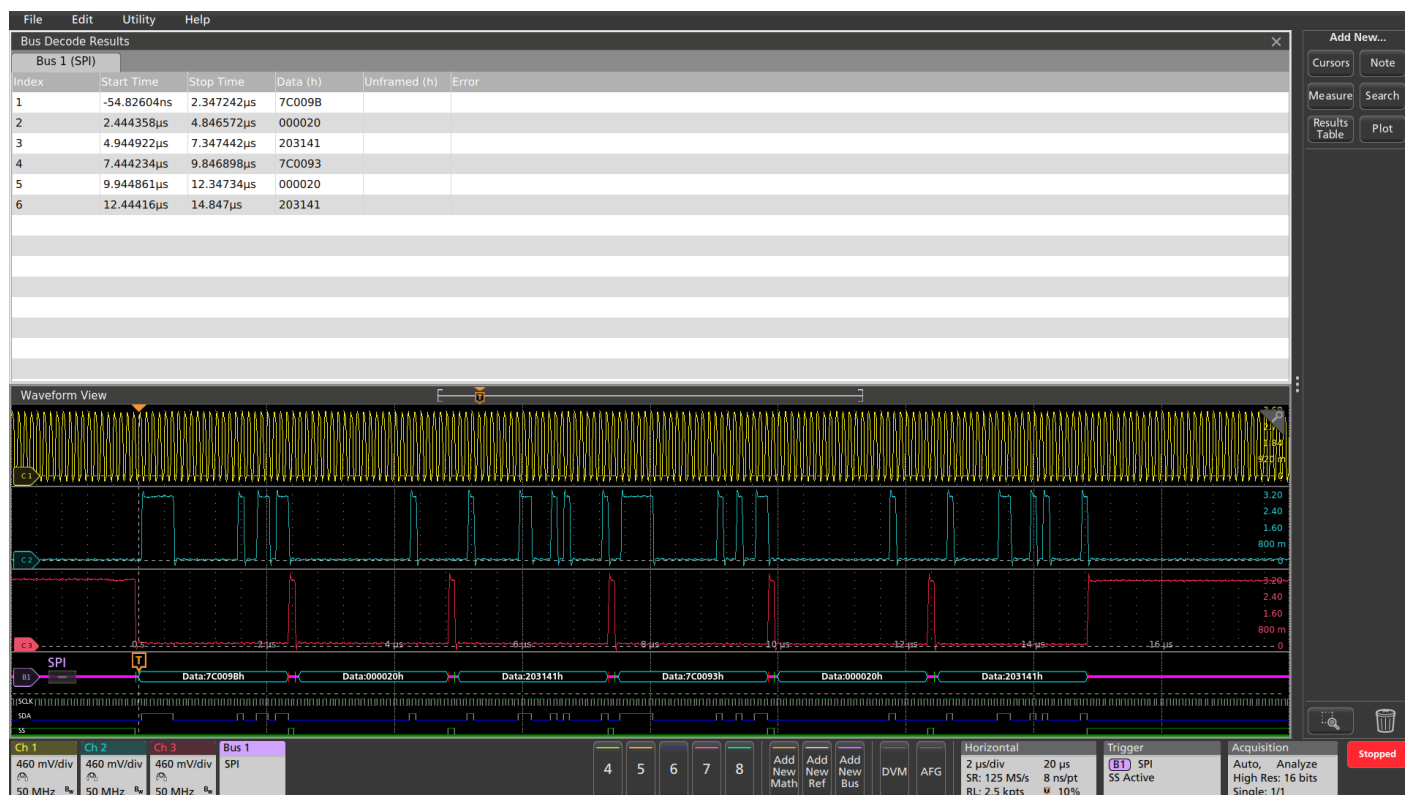 File Edit Utility Help
Bus Decode Results
Bus 1 (SPI)
Index Start Time Stop Time Data (h) Unframed (h) Error
1 -54.82604ns 2.347242µs 7C009B
2 2.444358µs 4.846572µs 000020
3 4.944922µs 7.347442µs 203141
4 7.444234µs 9.846898µs 7C0093
5 9.944861µs 12.34734µs 000020
6 12.44416µs 14.847µs 203141
Add New...
Cursors Note
Measure Search
Results Table Plot
Waveform View
T
1.84
920 m
0
C 1
3.20
2.40
1.60
800 m
0
C 2
3.20
2.40
1.60
800 m
0
C 3
0 s 2 µs 4 µs 6 µs 8 µs 10 µs 12 µs 14 µs 16 µs
SPI T
B1 Data:7C009Bh Data:000020h Data:203141h Data:7C0093h Data:000020h Data:203141h
SCLK
SDA
SS
Ch 1 Ch 2 Ch 3 Bus 1
460 mV/div 460 mV/div 460 mV/div SPI
50 MHz Bw 50 MHz Bw 50 MHz Bw
4 5 6 7 8
Add New Math Add New Ref Add New Bus
DVM AFG
Horizontal
2 µs/div 20 µs
SR: 125 MS/s 8 ns/pt
RL: 2.5 kpts 10%
Trigger
B1 SPI
SS Active
Acquisition
Auto, Analyze
High Res: 16 bits
Single: 1/1
Stopped